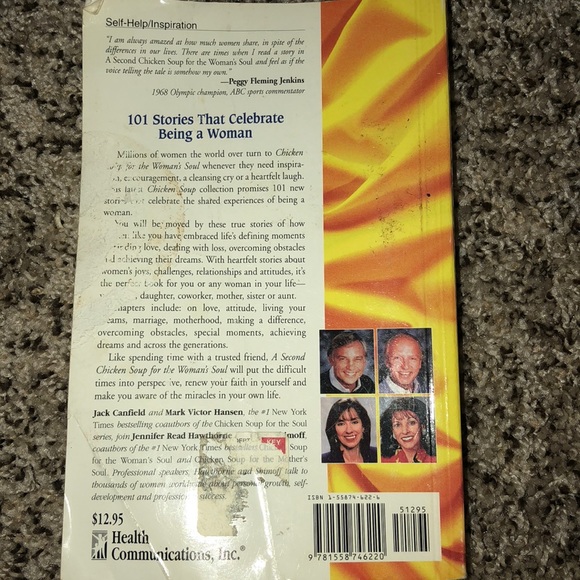 Self-Help/Inspiration
"I am always amazed at how much women share, in spite of the
differences in our lives. There are times when I read a story in
A Second Chicken Soup for the Woman's Soul and feel as if the
voice telling the tale is somehow my own."
—Peggy Fleming Jenkins
1968 Olympic champion, ABC sports commentator
101 Stories That Celebrate
Being a Woman
Millions of women the world over turn to Chicken
for the Woman's Soul whenever they need inspira-
encouragement, a cleansing cry or a heartfelt laugh.
Chicken Soup collection promises 101 new
celebrate the shared experiences of being a
woman.
You will be moved by these true stories of how
like you have embraced life's defining moments
love, dealing with loss, overcoming obstacles
achieving their dreams. With heartfelt stories about
women's joys, challenges, relationships and attitudes, it's
the perfect book for you or any woman in your life—
daughter, coworker, mother, sister or aunt.
Chapters include: on love, attitude, living your
dreams, marriage, motherhood, making a difference,
overcoming obstacles, special moments, achieving
dreams and across the generations.
Like spending time with a trusted friend, A Second
Chicken Soup for the Woman's Soul will put the difficult
times into perspective, renew your faith in yourself and
make you aware of the miracles in your own life.
Jack Canfield and Mark Victor Hansen, the #1 New York
Times bestselling coauthors of the Chicken Soup for the Soul
series, join Jennifer Read Hawthorne
coauthors of the #1 New York Times bestsellers Soup
for the Woman's Soul and Chicken Soup for the Mother's
Soul. Professional speakers, Hawthorne and Shimoff talk to
thousands of women worldwide about personal growth, self-
development and professional success.
KEY
$12.95
Health
Communications, Inc.®
ISBN 1-55874-622-6
51295
9 781558 746220